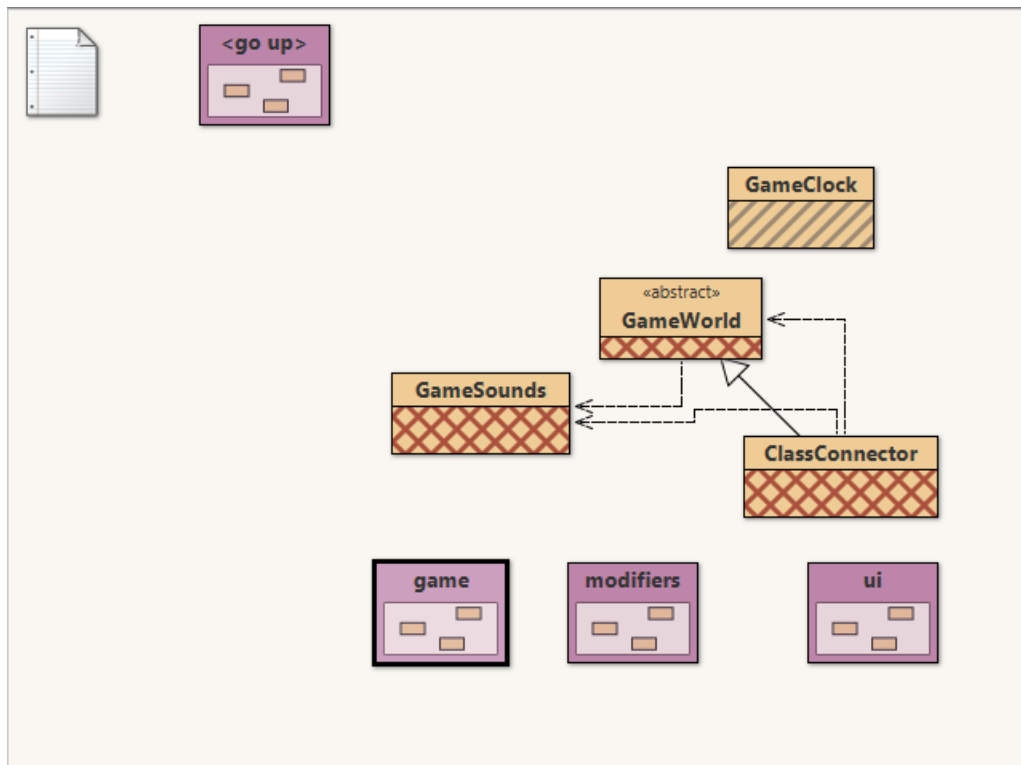 <go up>
GameClock
«abstract»
GameWorld
GameSounds
ClassConnector
game
modifiers
ui